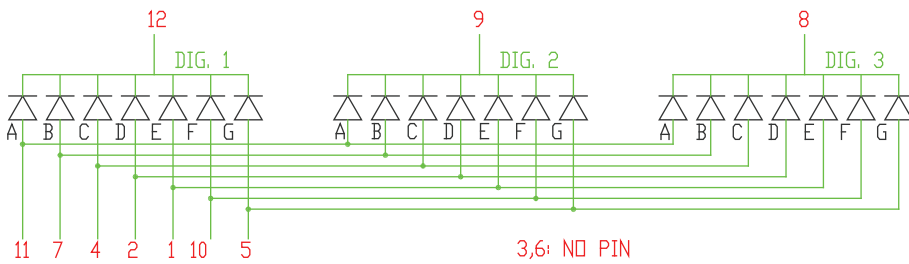 12 9 8
DIG. 1 DIG. 2 DIG. 3
A B C D E F G A B C D E F G A B C D E F G
11 7 4 2 1 10 5 3,6: NO PIN